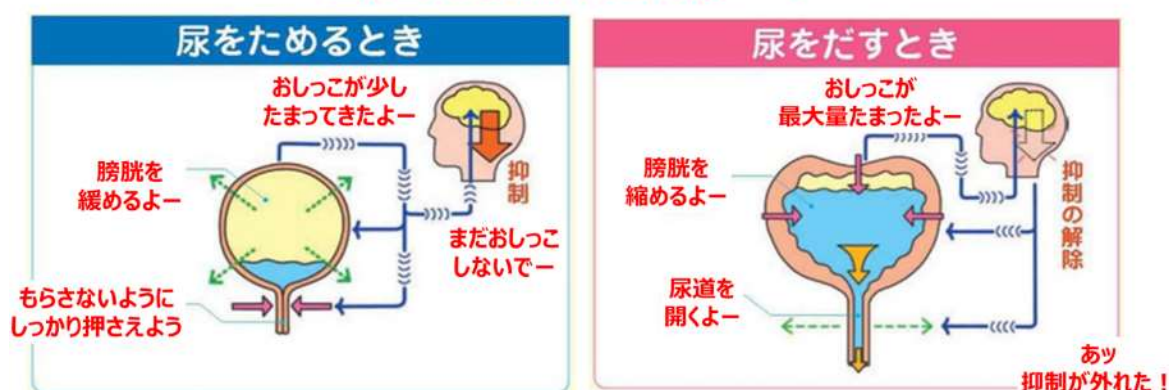 尿をためるとき
おしっこが少し
たまってきたよー
膀胱を
緩めるよー
抑制
まだおしっこ
しないでー
もらさないように
しっかり押さえよう
尿をだすとき
おしっこが
最大量たまったよー
膀胱を
縮めるよー
抑制の解除
尿道を
開くよー
あッ
抑制が外れた！